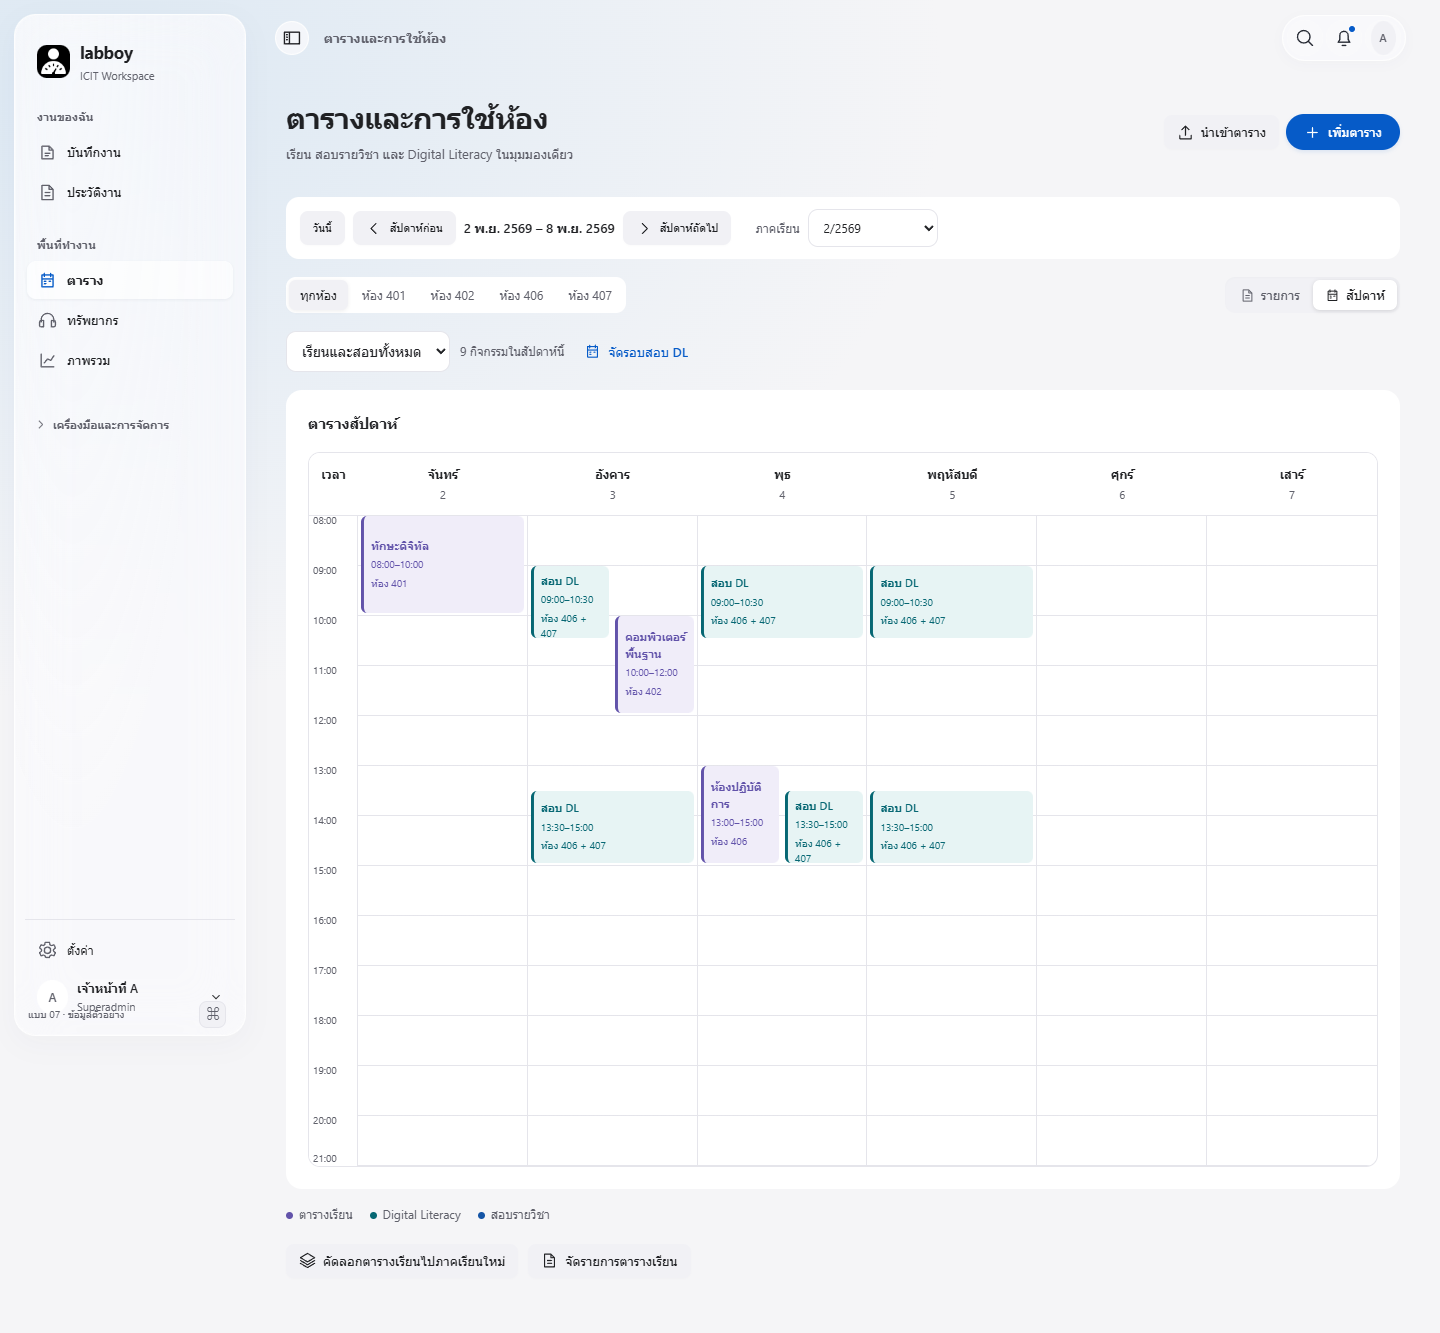 labboy
ICIT Workspace
งานของฉัน
บันทึกงาน
ประวัติงาน
พื้นที่ทำงาน
ตาราง
ทรัพยากร
ภาพรวม
เครื่องมือและการจัดการ
ตั้งค่า
A
เจ้าหน้าที่ A
Superadmin
แบบ 07 · ข้อมูลตัวอย่าง
⌘
ตารางและการใช้ห้อง
A
ตารางและการใช้ห้อง
เรียน สอบรายวิชา และ Digital Literacy ในมุมมองเดียว
นำเข้าตาราง
เพิ่มตาราง
วันนี้
สัปดาห์ก่อน
2 พ.ย. 2569 – 8 พ.ย. 2569
สัปดาห์ถัดไป
ภาคเรียน
2/2569
ทุกห้อง
ห้อง 401
ห้อง 402
ห้อง 406
ห้อง 407
รายการ
สัปดาห์
เรียนและสอบทั้งหมด
9 กิจกรรมในสัปดาห์นี้
จัดรอบสอบ DL
ตารางสัปดาห์
เวลา
จันทร์
2
อังคาร
3
พุธ
4
พฤหัสบดี
5
ศุกร์
6
เสาร์
7
08:00
09:00
10:00
11:00
12:00
13:00
14:00
15:00
16:00
17:00
18:00
19:00
20:00
21:00
ทักษะดิจิทัล
08:00–10:00
ห้อง 401
สอบ DL
09:00–10:30
ห้อง 406 +
407
คอมพิวเตอร์
พื้นฐาน
10:00–12:00
ห้อง 402
สอบ DL
13:30–15:00
ห้อง 406 + 407
สอบ DL
09:00–10:30
ห้อง 406 + 407
ห้องปฏิบัติ
การ
13:00–15:00
ห้อง 406
สอบ DL
13:30–15:00
ห้อง 406 +
407
สอบ DL
09:00–10:30
ห้อง 406 + 407
สอบ DL
13:30–15:00
ห้อง 406 + 407
ตารางเรียน
Digital Literacy
สอบรายวิชา
คัดลอกตารางเรียนไปภาคเรียนใหม่
จัดรายการตารางเรียน